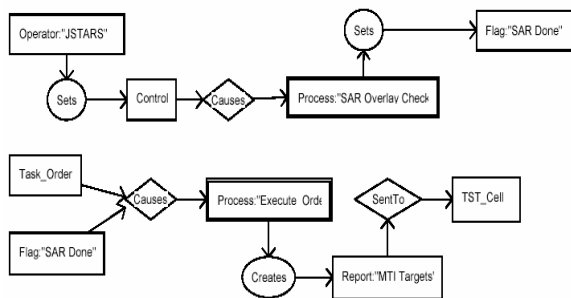 Operator:"JSTARS"
Sets
Flag:"SAR Done"
Sets
Control
Causes
Process:"SAR Overlay Check
Task_Order
Causes
Process:"Execute Orde
SentTo
TST_Cell
Flag:"SAR Done"
Creates
Report:"MTI Targets'